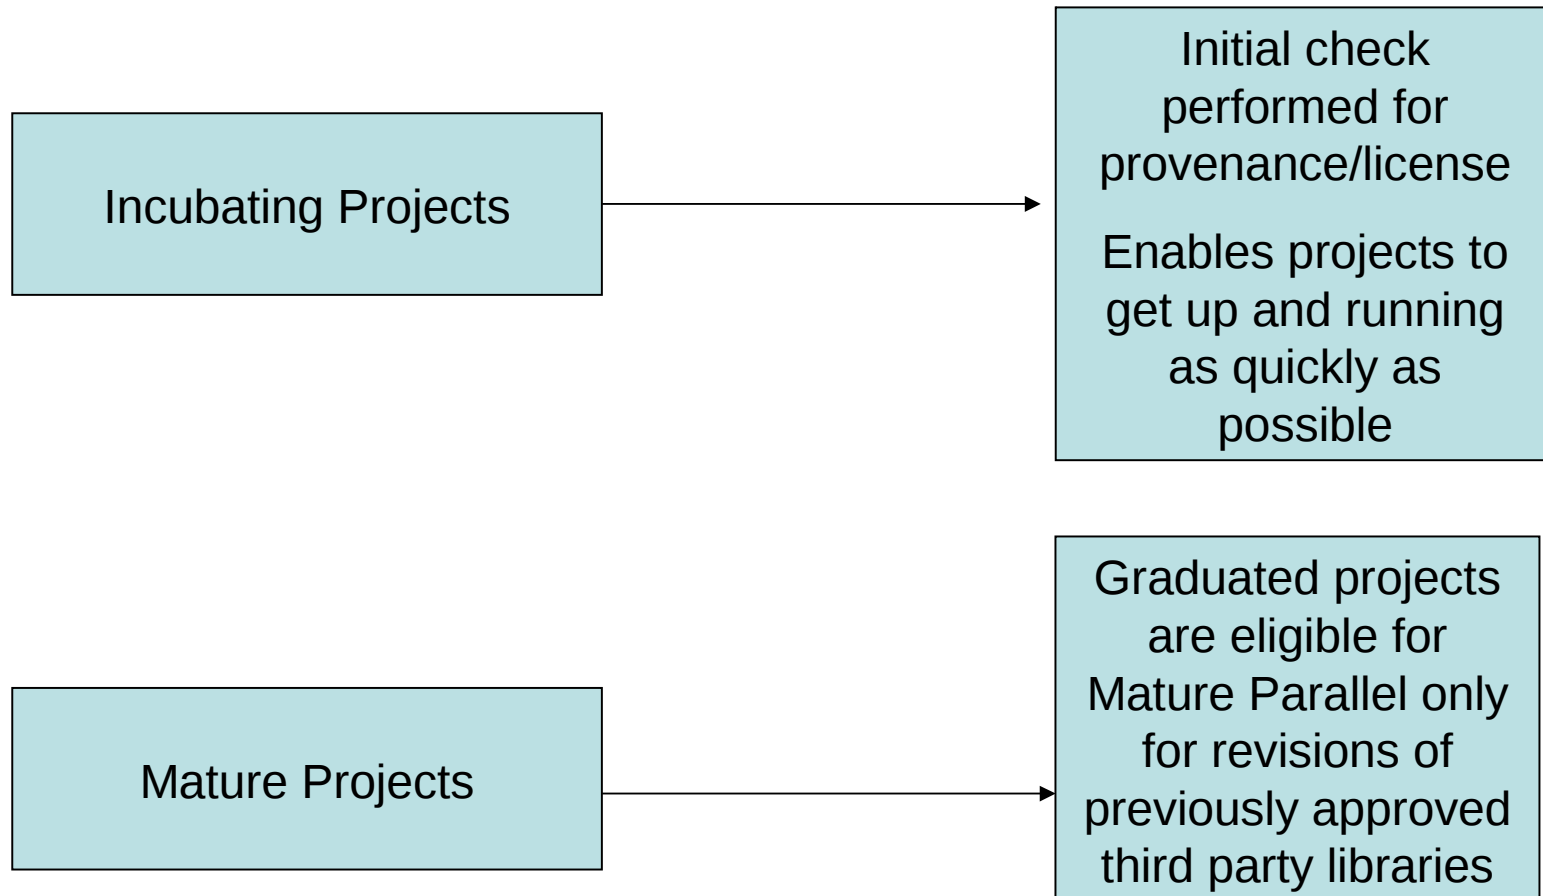 Incubating Projects
Initial check
performed for
provenance/license
Enables projects to
get up and running
as quickly as
possible
Mature Projects
Graduated projects
are eligible for
Mature Parallel only
for revisions of
previously approved
third party libraries